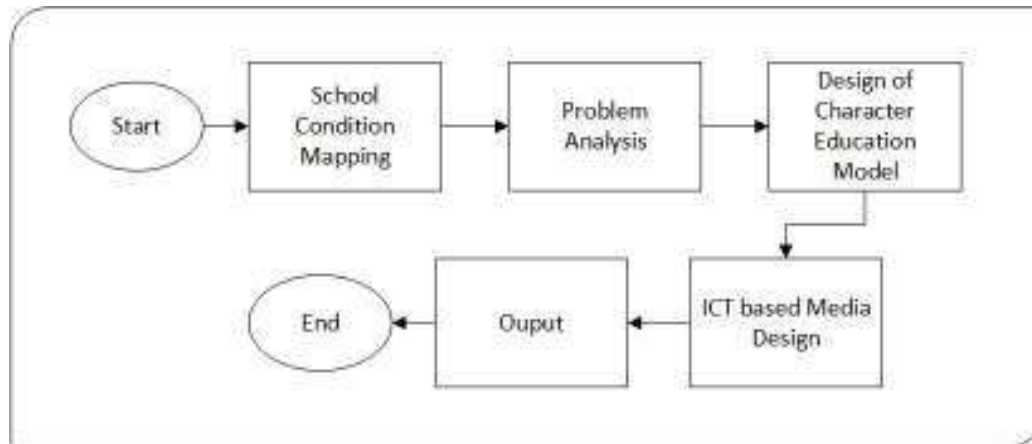 Start
School
Condition
Mapping
Problem
Analysis
Design of
Character
Education
Model
ICT based Media
Design
Ouput
End